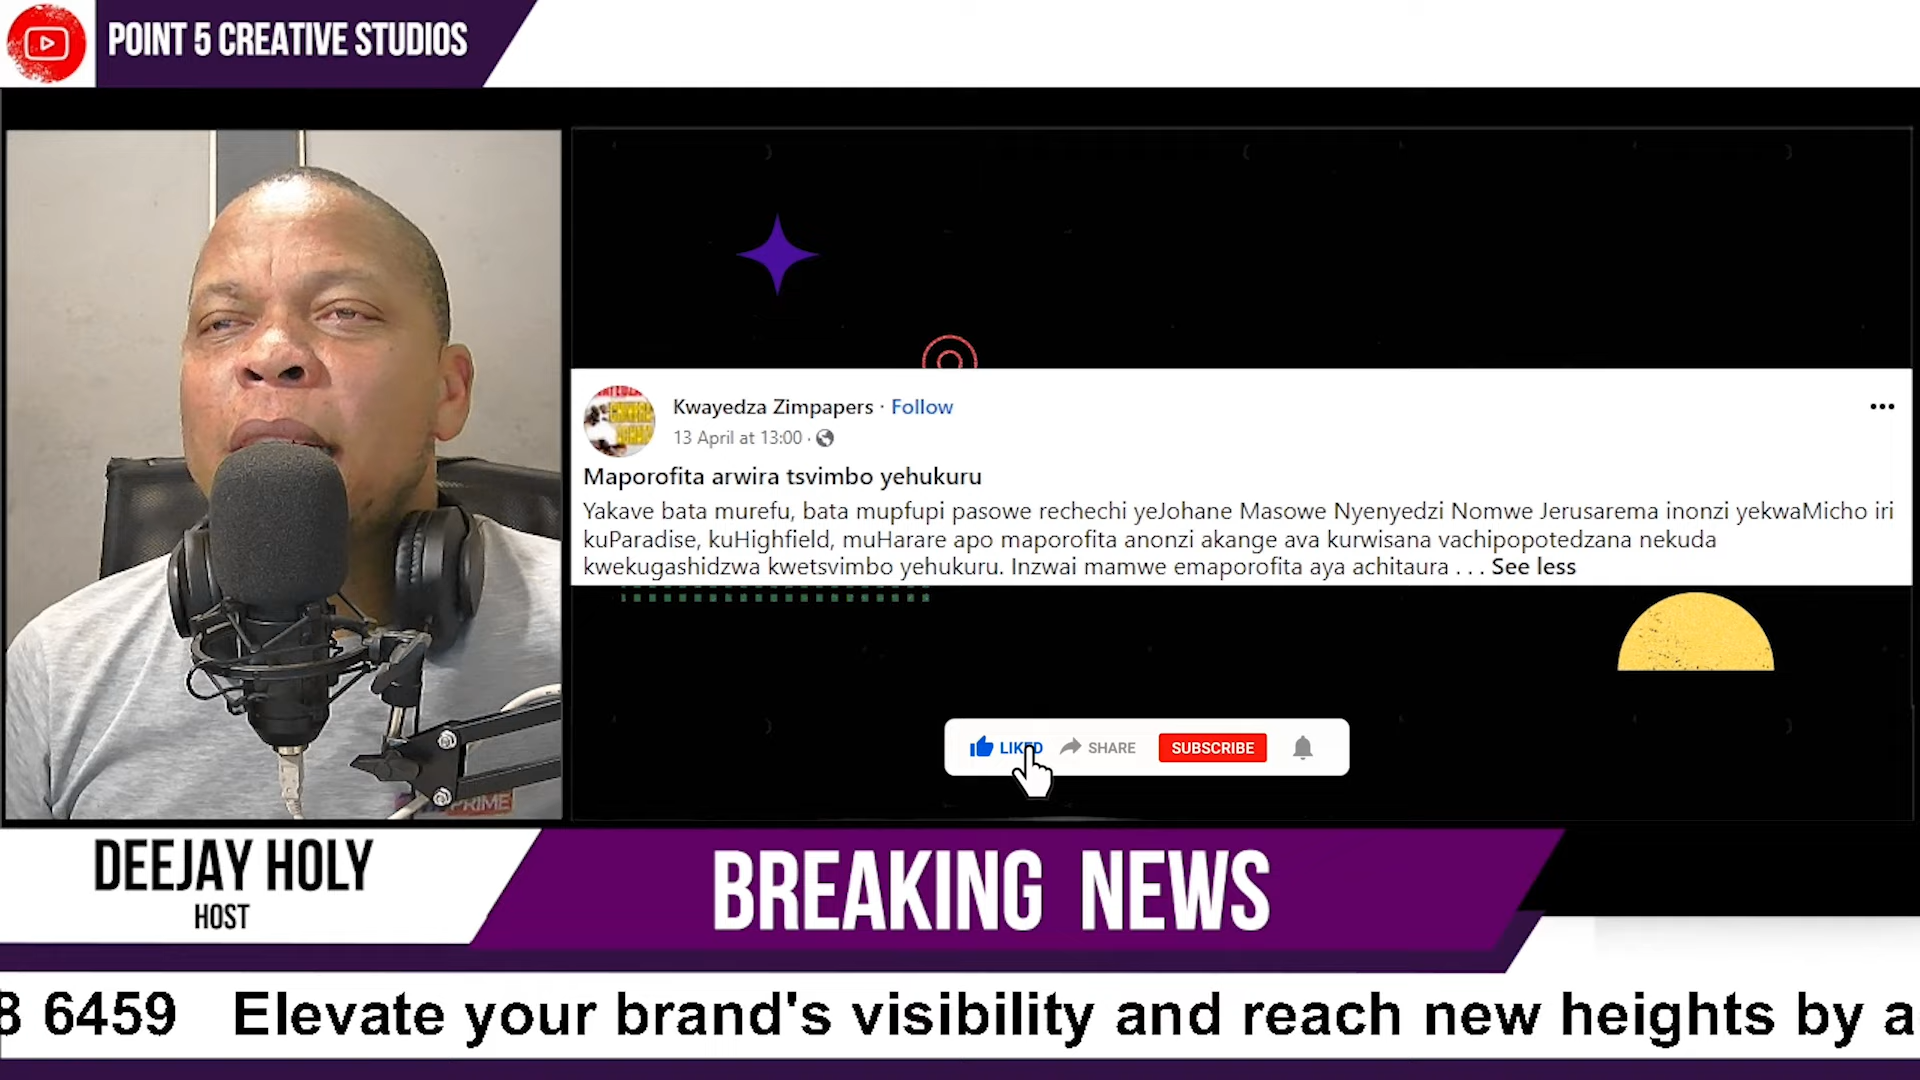 POINT 5 CREATIVE STUDIOS
Kwayedza Zimpapers · Follow
13 April at 13:00 ·
Maporofita arwira tsvimbo yehukuru
Yakave bata murefu, bata mupfupi pasowe rechechi yeJohane Masowe Nyenyedzi Nomwe Jerusarema inonzi yekwaMicho iri
kuParadise, kuHighfield, muHarare apo maporofita anonzi akange ava kurwisana vachipopotedzana nekuda
kwekugashidzwa kwetsvimbo yehukuru. Inzwai mamwe emaporofita aya achitaura . . . See less
LIKED SHARE SUBSCRIBE
PRIME
DEEJAY HOLY
HOST
BREAKING NEWS
8 6459 Elevate your brand's visibility and reach new heights by a